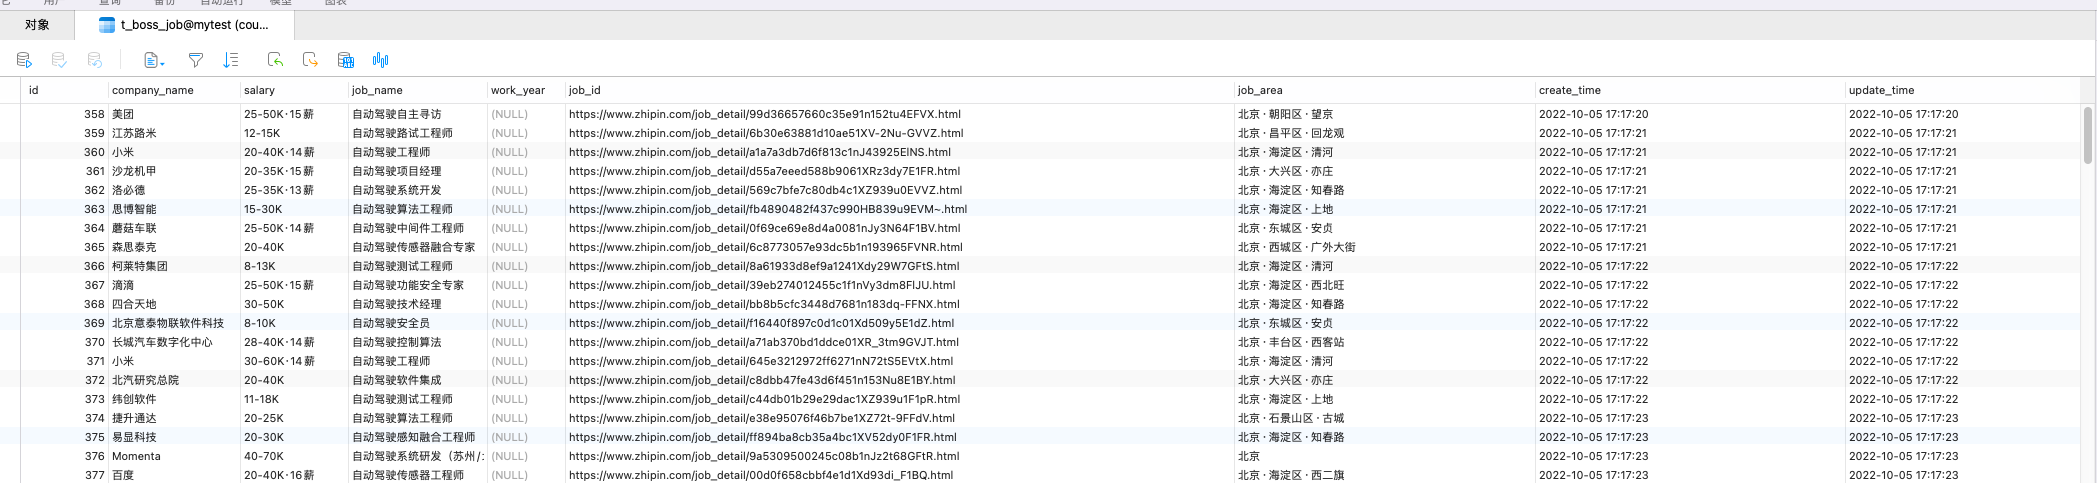 用户 查询 备份 自动运行 模型 图表
对象 t_boss_job@mytest (cou...
id company_name salary job_name work_year job_id job_area create_time update_time
358 美团 25-50K·15薪 自动驾驶自主寻访 (NULL) https://www.zhipin.com/job_detail/99d36657660c35e91n152tu4EFVX.html 北京·朝阳区·望京 2022-10-05 17:17:20 2022-10-05 17:17:20
359 江苏路米 12-15K 自动驾驶路试工程师 (NULL) https://www.zhipin.com/job_detail/6b30e63881d10ae51XV-2Nu-GVVZ.html 北京·昌平区·回龙观 2022-10-05 17:17:21 2022-10-05 17:17:21
360 小米 20-40K·14薪 自动驾驶工程师 (NULL) https://www.zhipin.com/job_detail/a1a7a3db7d6f813c1nJ43925ElNS.html 北京·海淀区·清河 2022-10-05 17:17:21 2022-10-05 17:17:21
361 沙龙机甲 20-35K·15薪 自动驾驶项目经理 (NULL) https://www.zhipin.com/job_detail/d55a7eeed588b9061XRz3dy7E1FR.html 北京·大兴区·亦庄 2022-10-05 17:17:21 2022-10-05 17:17:21
362 洛必德 25-35K·13薪 自动驾驶系统开发 (NULL) https://www.zhipin.com/job_detail/569c7bfe7c80db4c1XZ939u0EVVZ.html 北京·海淀区·知春路 2022-10-05 17:17:21 2022-10-05 17:17:21
363 思博智能 15-30K 自动驾驶算法工程师 (NULL) https://www.zhipin.com/job_detail/fb4890482f437c990HB839u9EVM~.html 北京·海淀区·上地 2022-10-05 17:17:21 2022-10-05 17:17:21
364 蘑菇车联 25-50K·14薪 自动驾驶中间件工程师 (NULL) https://www.zhipin.com/job_detail/0f69ce69e8d4a0081nJy3N64F1BV.html 北京·东城区·安贞 2022-10-05 17:17:21 2022-10-05 17:17:21
365 森思泰克 20-40K 自动驾驶传感器融合专家 (NULL) https://www.zhipin.com/job_detail/6c8773057e93dc5b1n193965FVNR.html 北京·西城区·广外大街 2022-10-05 17:17:21 2022-10-05 17:17:21
366 柯莱特集团 8-13K 自动驾驶测试工程师 (NULL) https://www.zhipin.com/job_detail/8a61933d8ef9a1241Xdy29W7GFtS.html 北京·海淀区·清河 2022-10-05 17:17:22 2022-10-05 17:17:22
367 滴滴 25-50K·15薪 自动驾驶功能安全专家 (NULL) https://www.zhipin.com/job_detail/39eb274012455c1f1nVy3dm8FlJU.html 北京·海淀区·西北旺 2022-10-05 17:17:22 2022-10-05 17:17:22
368 四合天地 30-50K 自动驾驶技术经理 (NULL) https://www.zhipin.com/job_detail/bb8b5cfc3448d7681n183dq-FFNX.html 北京·海淀区·知春路 2022-10-05 17:17:22 2022-10-05 17:17:22
369 北京意泰物联软件科技 8-10K 自动驾驶安全员 (NULL) https://www.zhipin.com/job_detail/f16440f897c0d1c01Xd509y5E1dZ.html 北京·东城区·安贞 2022-10-05 17:17:22 2022-10-05 17:17:22
370 长城汽车数字化中心 28-40K·14薪 自动驾驶控制算法 (NULL) https://www.zhipin.com/job_detail/a71ab370bd1ddce01XR_3tm9GVJT.html 北京·丰台区·西客站 2022-10-05 17:17:22 2022-10-05 17:17:22
371 小米 30-60K·14薪 自动驾驶工程师 (NULL) https://www.zhipin.com/job_detail/645e3212972ff6271nN72tS5EVtX.html 北京·海淀区·清河 2022-10-05 17:17:22 2022-10-05 17:17:22
372 北汽研究总院 20-40K 自动驾驶软件集成 (NULL) https://www.zhipin.com/job_detail/c8dbb47fe43d6f451n153Nu8E1BY.html 北京·大兴区·亦庄 2022-10-05 17:17:22 2022-10-05 17:17:22
373 纬创软件 11-18K 自动驾驶测试工程师 (NULL) https://www.zhipin.com/job_detail/c44db01b29e29dac1XZ939u1F1pR.html 北京·海淀区·上地 2022-10-05 17:17:22 2022-10-05 17:17:22
374 捷升通达 20-25K 自动驾驶算法工程师 (NULL) https://www.zhipin.com/job_detail/e38e95076f46b7be1XZ72t-9FFdV.html 北京·石景山区·古城 2022-10-05 17:17:23 2022-10-05 17:17:23
375 易显科技 20-30K 自动驾驶感知融合工程师 (NULL) https://www.zhipin.com/job_detail/ff894ba8cb35a4bc1XV52dy0F1FR.html 北京·海淀区·知春路 2022-10-05 17:17:23 2022-10-05 17:17:23
376 Momenta 40-70K 自动驾驶系统研发（苏州/ (NULL) https://www.zhipin.com/job_detail/9a5309500245c08b1nJz2t68GFtR.html 北京 2022-10-05 17:17:23 2022-10-05 17:17:23
377 百度 20-40K·16薪 自动驾驶传感器工程师 (NULL) https://www.zhipin.com/job_detail/00d0f658cbbf4e1d1Xd93di_F1BQ.html 北京·海淀区·西二旗 2022-10-05 17:17:23 2022-10-05 17:17:23